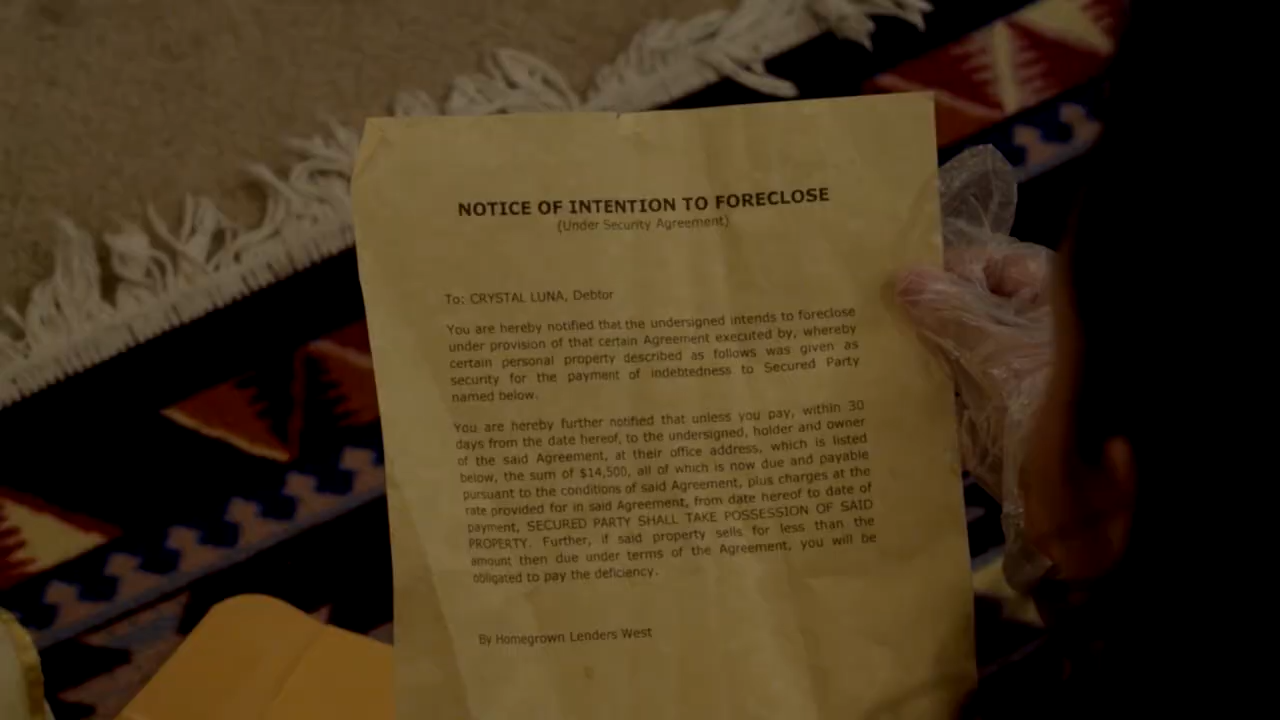 NOTICE OF INTENTION TO FORECLOSE
(Under Security Agreement)
To: CRYSTAL LUNA, Debtor
You are hereby notified that the undersigned intends to foreclose
under provision of that certain Agreement executed by, whereby
certain personal property described as follows was given as
security for the payment of indebtedness to Secured Party
named below.
You are hereby further notified that unless you pay, within 30
days from the date hereof, to the undersigned, holder and owner
of the said Agreement, at their office address, which is listed
below, the sum of $14,500, all of which is now due and payable
pursuant to the conditions of said Agreement, plus charges at the
rate provided for in said Agreement, from date hereof to date of
payment, SECURED PARTY SHALL TAKE POSSESSION OF SAID
PROPERTY. Further, if said property sells for less than the
amount then due under terms of the Agreement, you will be
obligated to pay the deficiency.
By Homegrown Lenders West